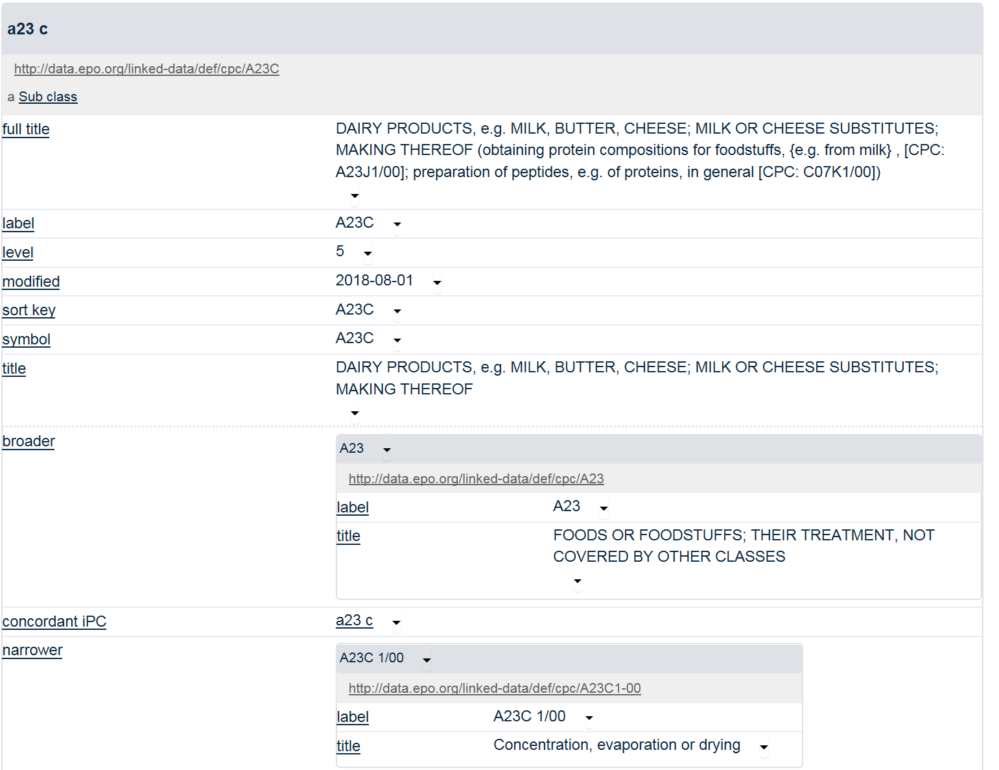 a23 c
http://data.epo.org/linked-data/def/cpc/A23C
a Sub class
full title
DAIRY PRODUCTS, e.g. MILK, BUTTER, CHEESE; MILK OR CHEESE SUBSTITUTES;
MAKING THEREOF (obtaining protein compositions for foodstuffs, {e.g. from milk} , [CPC:
A23J1/00]; preparation of peptides, e.g. of proteins, in general [CPC: C07K1/00])
label A23C
level 5
modified 2018-08-01
sort key A23C
symbol A23C
title DAIRY PRODUCTS, e.g. MILK, BUTTER, CHEESE; MILK OR CHEESE SUBSTITUTES;
MAKING THEREOF
broader A23
http://data.epo.org/linked-data/def/cpc/A23
label A23
title FOODS OR FOODSTUFFS; THEIR TREATMENT, NOT
COVERED BY OTHER CLASSES
concordant iPC a23 c
narrower A23C 1/00
http://data.epo.org/linked-data/def/cpc/A23C1-00
label A23C 1/00
title Concentration, evaporation or drying